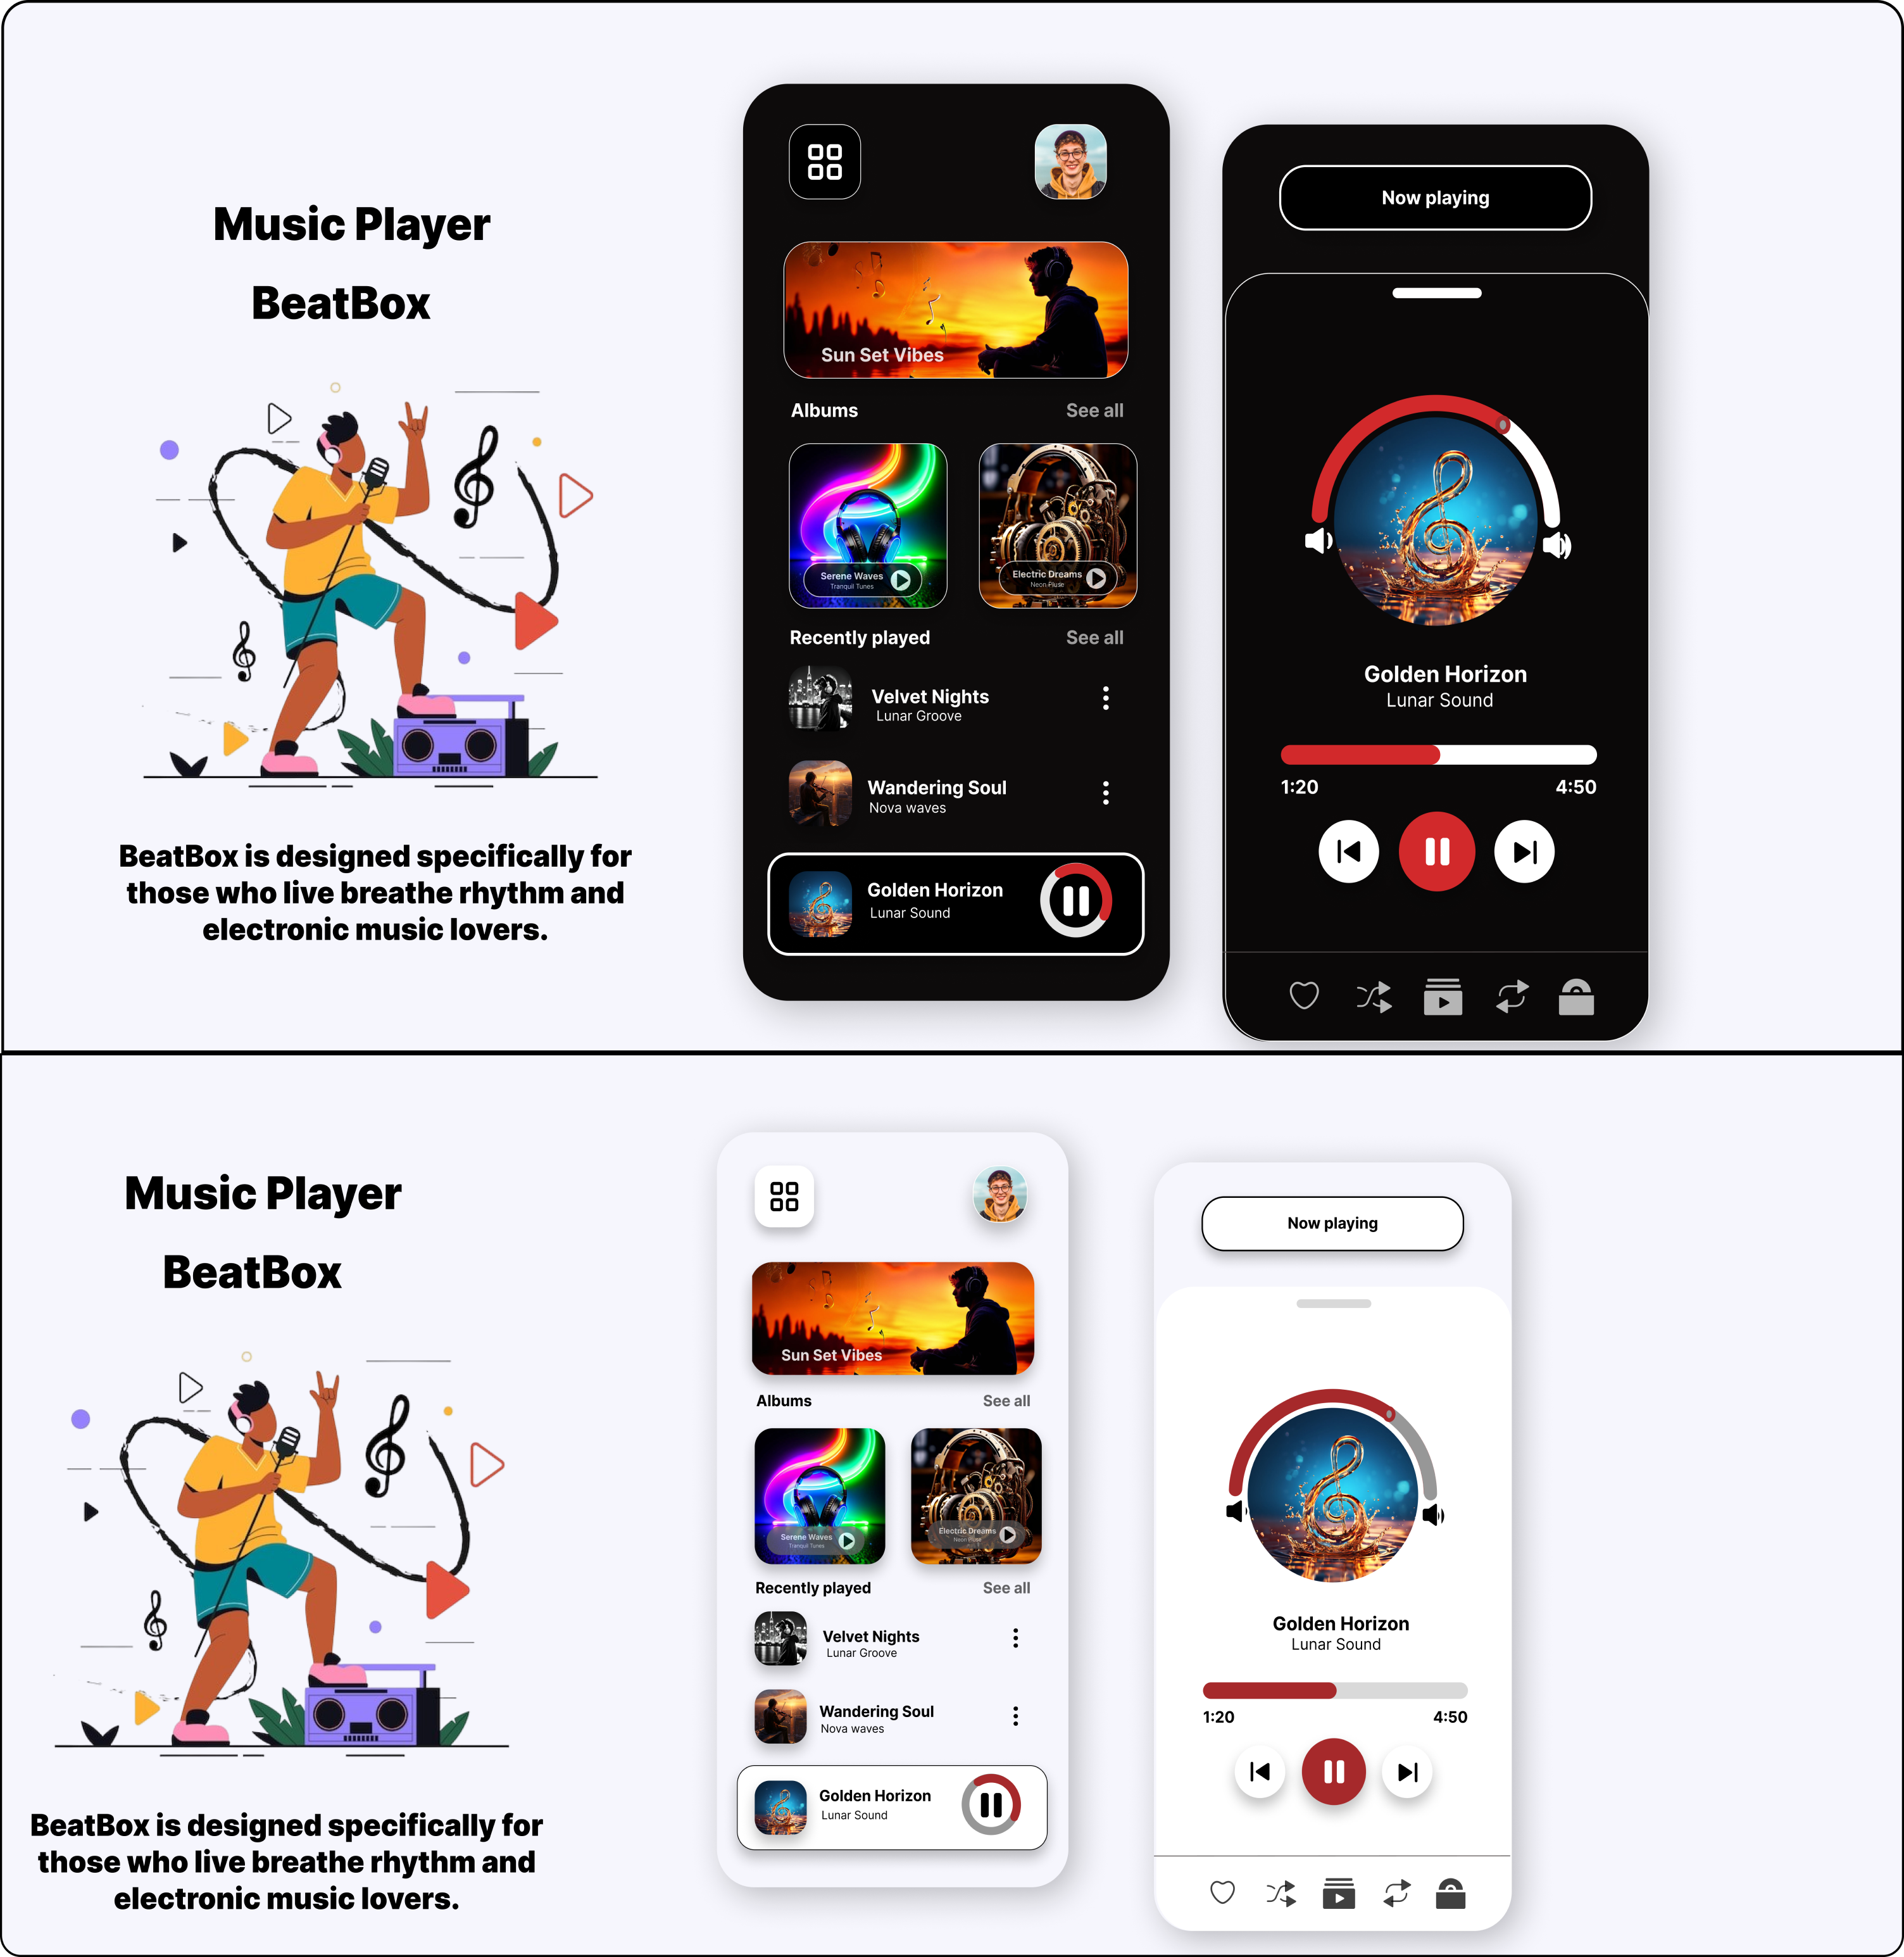 Music Player
BeatBox
BeatBox is designed specifically for
those who live breathe rhythm and
electronic music lovers.
Sun Set Vibes
Albums
See all
Serene Waves
Tranquil Tunes
Electric Dreams
Neon Pluse
Recently played
See all
Velvet Nights
Lunar Groove
Wandering Soul
Nova waves
Golden Horizon
Lunar Sound
Now playing
Golden Horizon
Lunar Sound
1:20
4:50
Music Player
BeatBox
BeatBox is designed specifically for
those who live breathe rhythm and
electronic music lovers.
Sun Set Vibes
Albums
See all
Serene Waves
Tranquil Tunes
Electric Dreams
Neon Pluse
Recently played
See all
Velvet Nights
Lunar Groove
Wandering Soul
Nova waves
Golden Horizon
Lunar Sound
Now playing
Golden Horizon
Lunar Sound
1:20
4:50